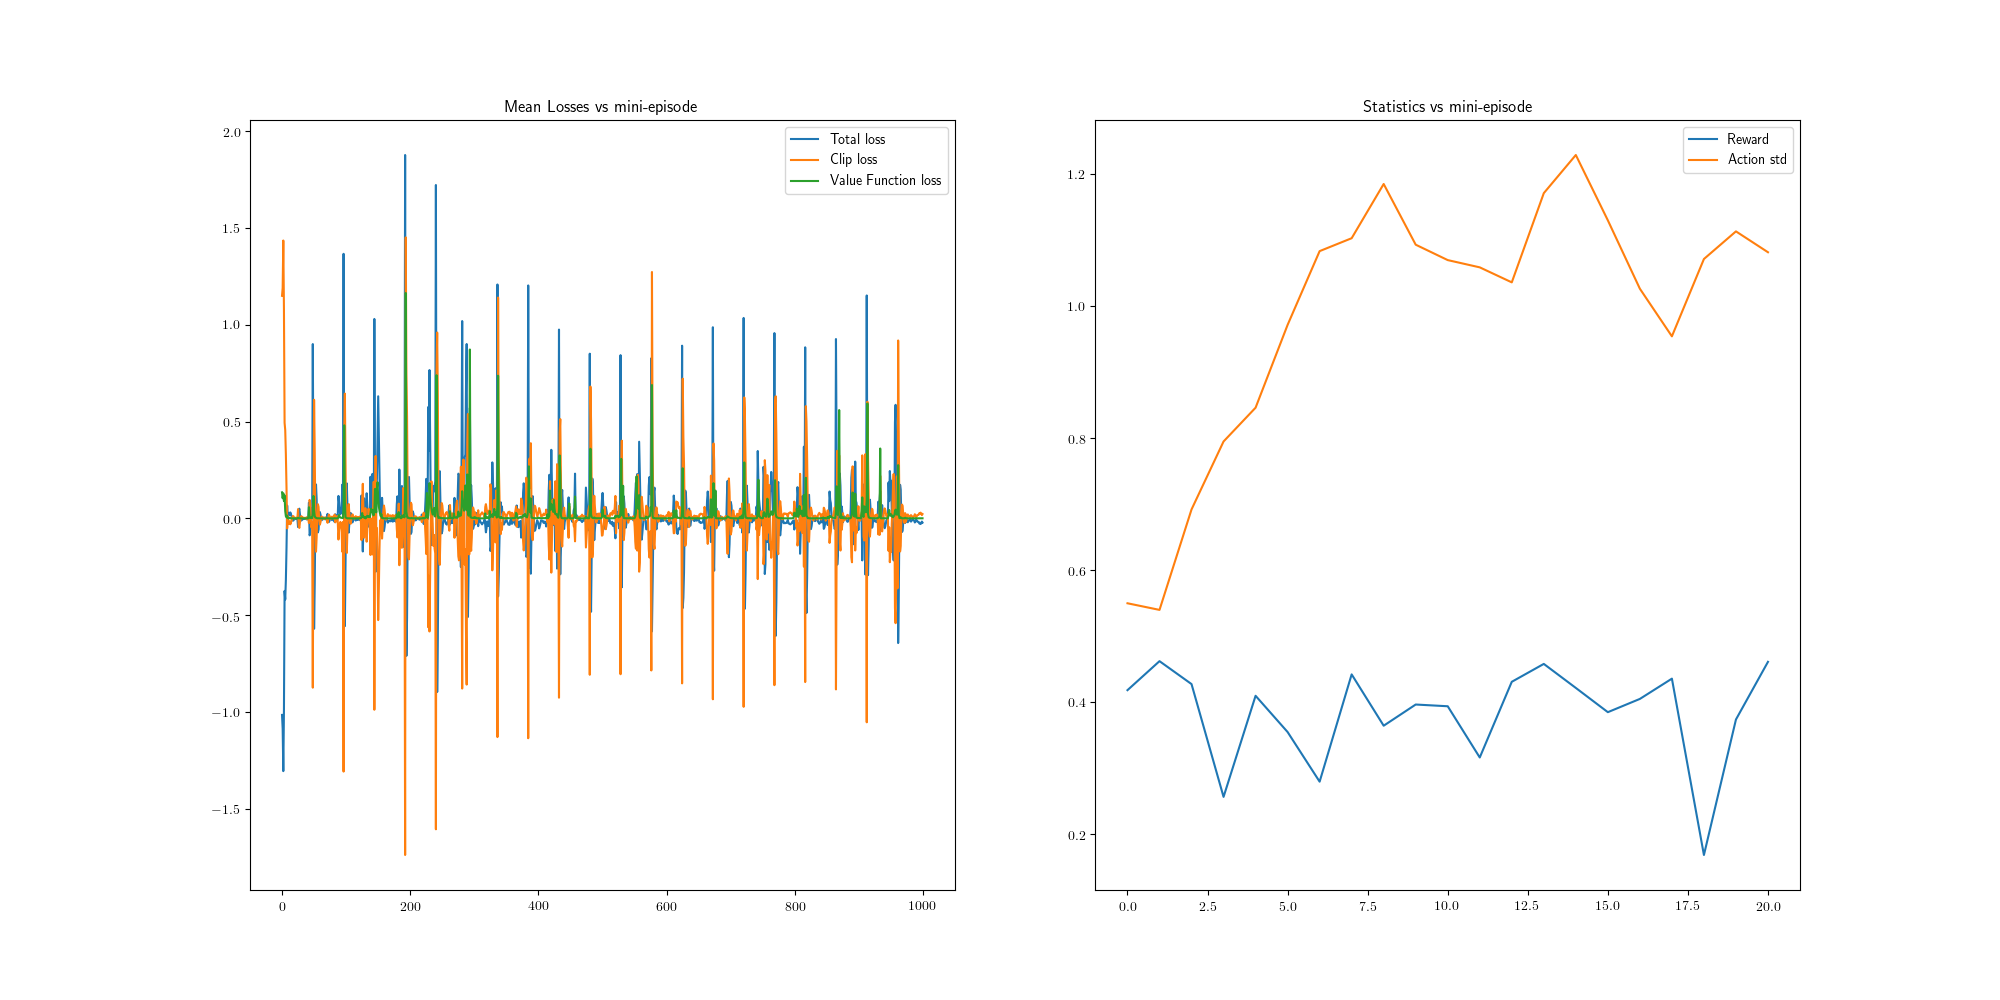 Mean Losses vs mini-episode
Total loss
Clip loss
Value Function loss
2.0
1.5
1.0
0.5
0.0
−0.5
−1.0
−1.5
0 200 400 600 800 1000
Statistics vs mini-episode
Reward
Action std
1.2
1.0
0.8
0.6
0.4
0.2
0.0 2.5 5.0 7.5 10.0 12.5 15.0 17.5 20.0